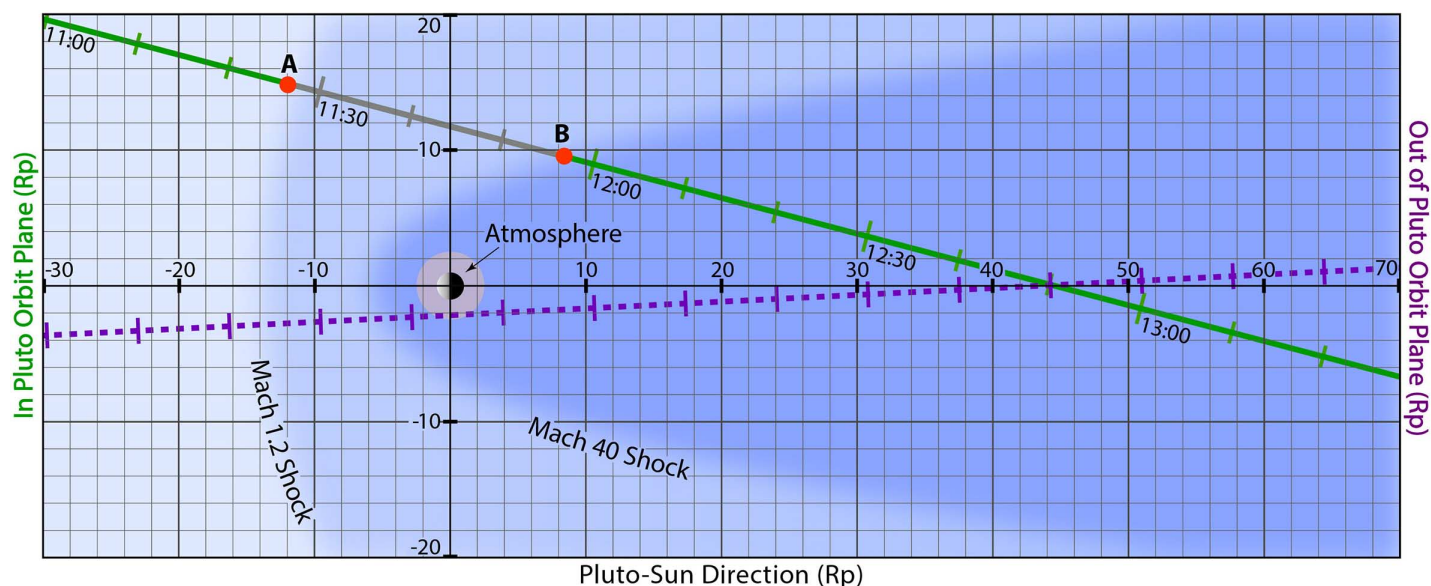 20
11:00
A
11:30
B
10
12:00
Atmosphere
12:30
-30
-20
-10
10
20
30
40
50
60
70
13:00
-10
-20
Mach 1.2 Shock
Mach 40 Shock
In Pluto Orbit Plane (Rp)
Out of Pluto Orbit Plane (Rp)
Pluto-Sun Direction (Rp)